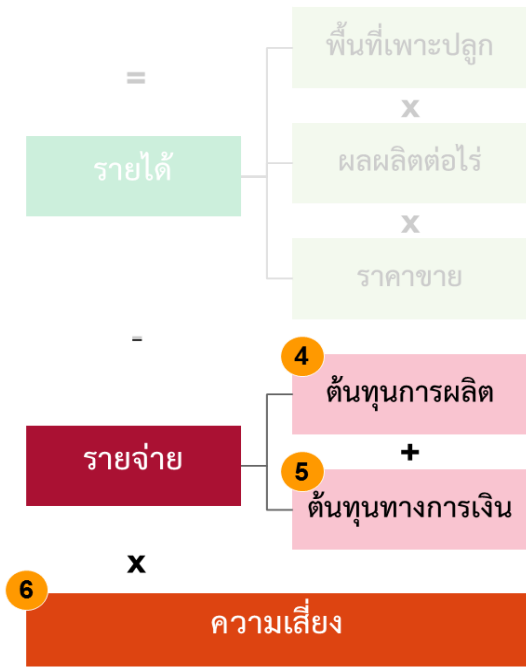 พื้นที่เพาะปลูก
=
x
รายได้
ผลผลิตต่อไร่
x
ราคาขาย
-
4
ต้นทุนการผลิต
รายจ่าย
+
5
ต้นทุนทางการเงิน
x
6
ความเสี่ยง